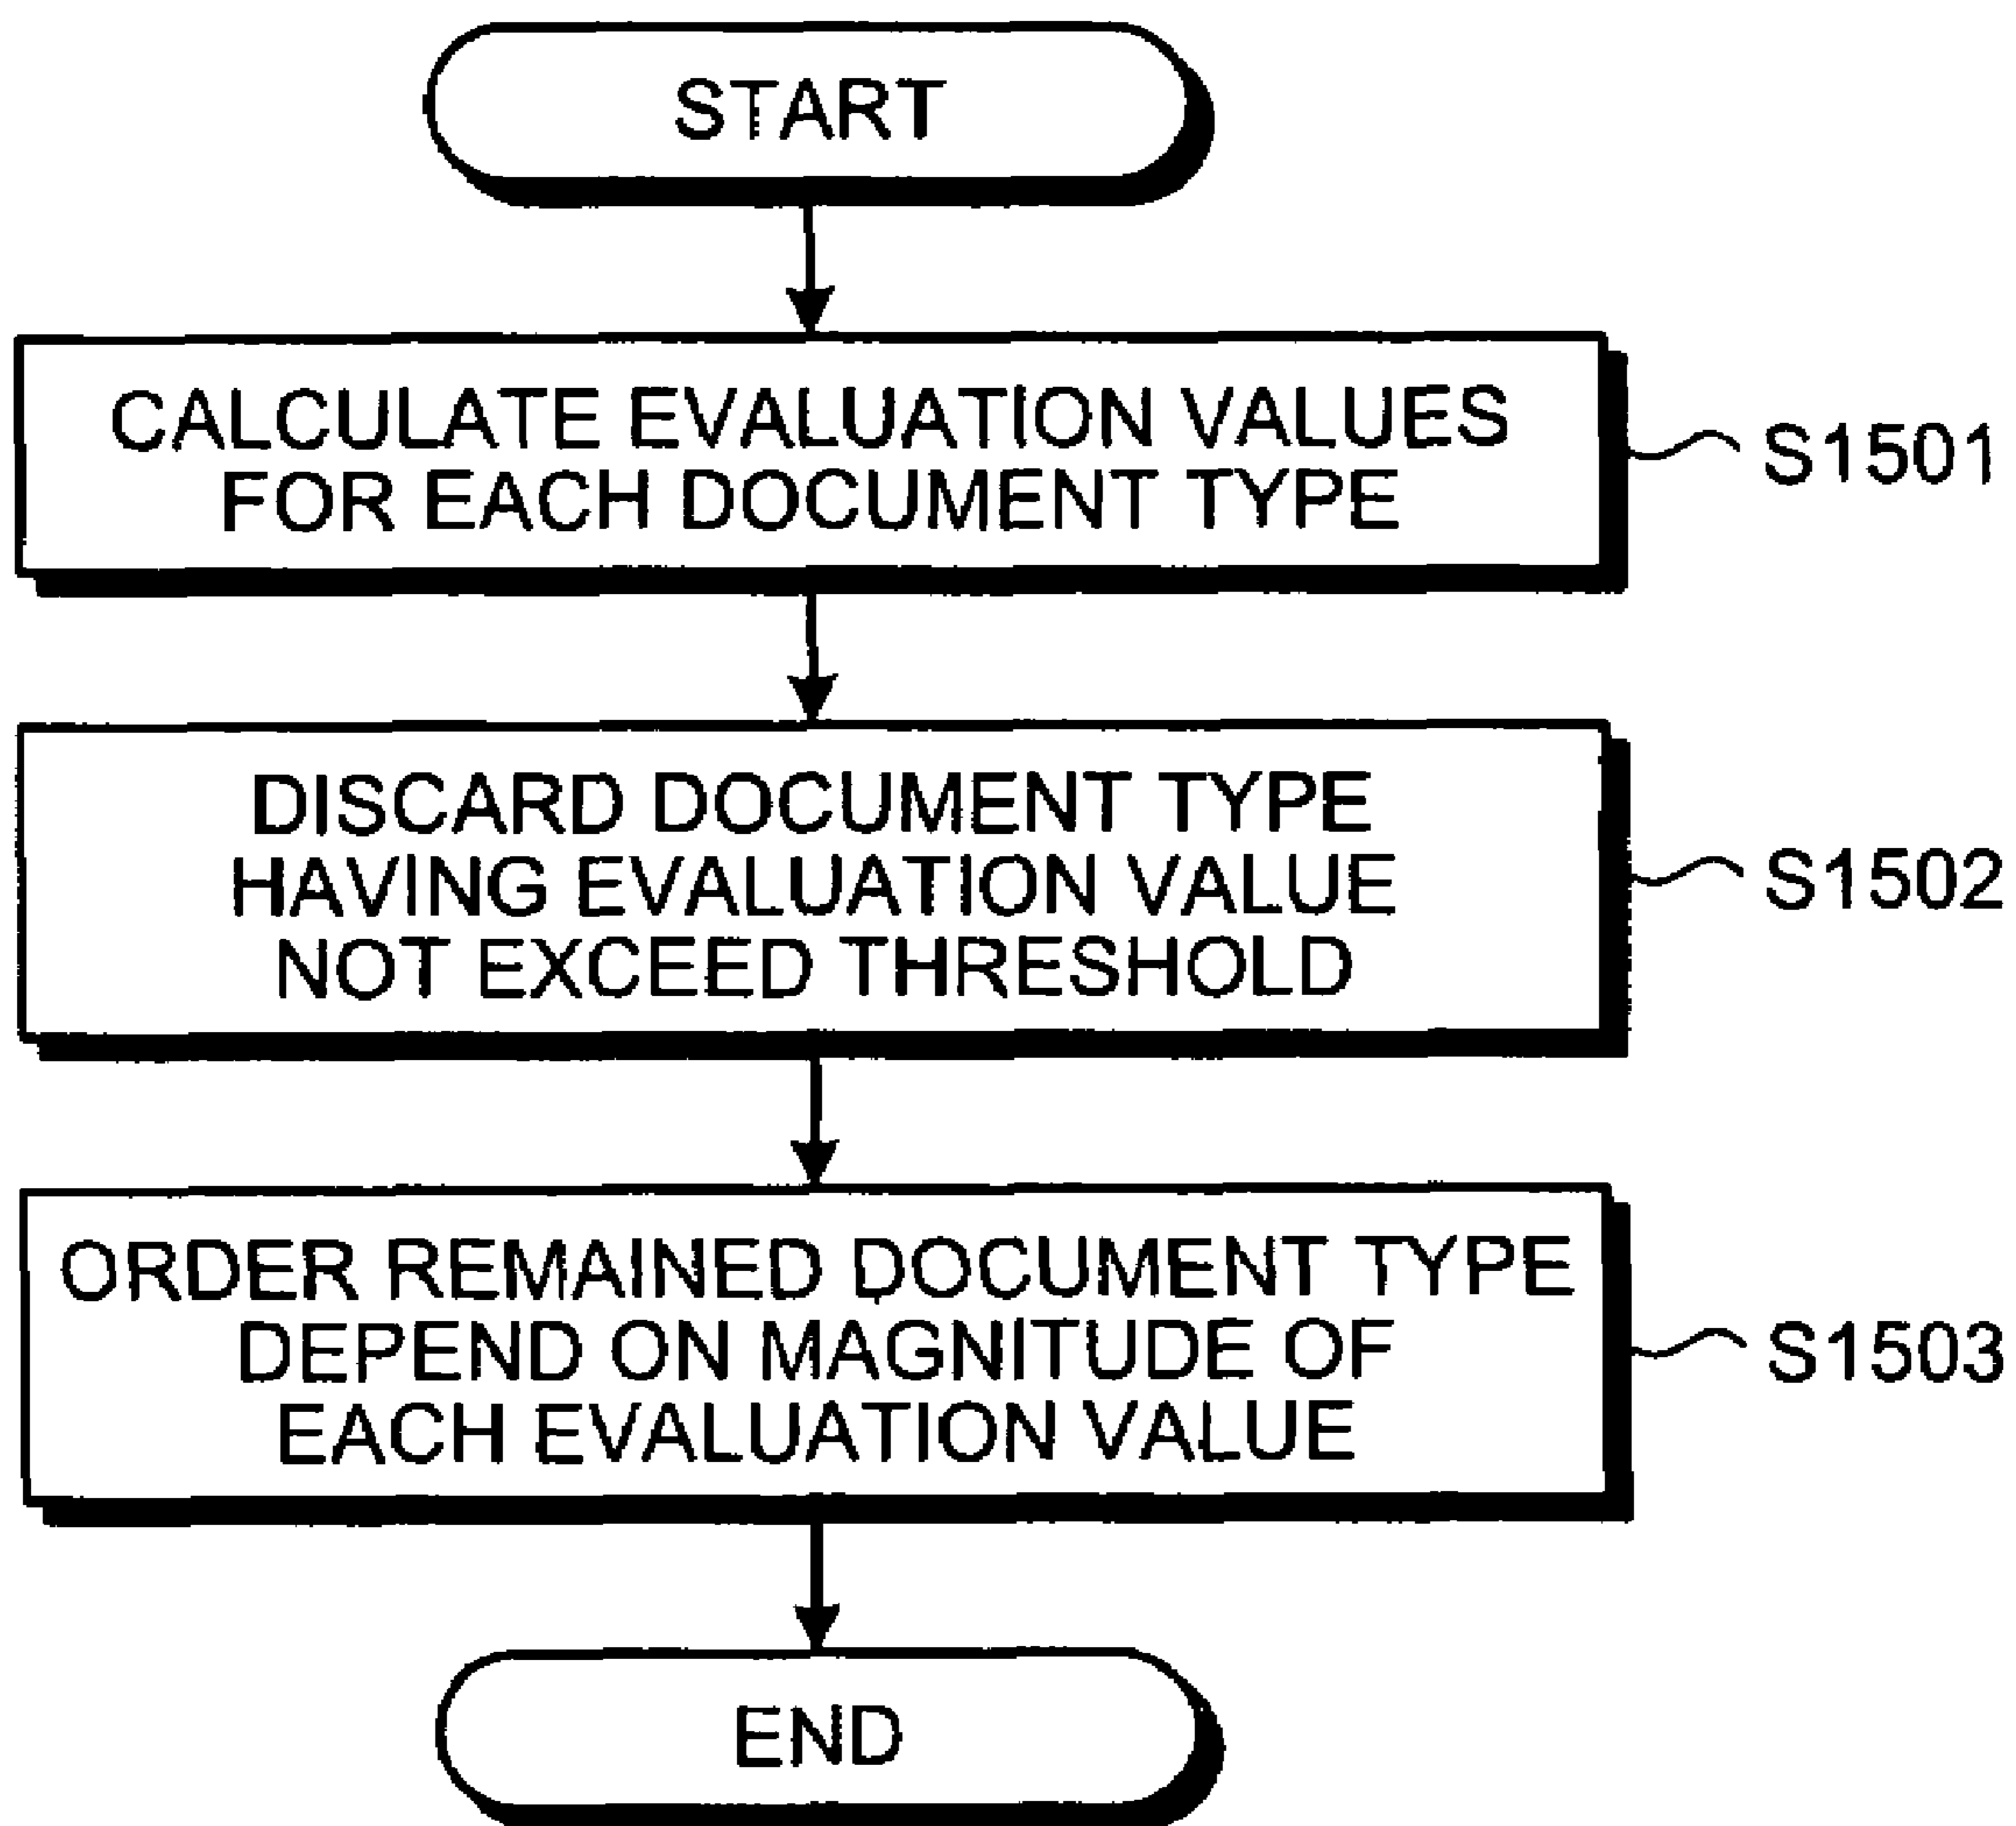 START
CALCULATE EVALUATION VALUES
FOR EACH DOCUMENT TYPE
S1501
DISCARD DOCUMENT TYPE
HAVING EVALUATION VALUE
NOT EXCEED THRESHOLD
S1502
ORDER REMAINED DOCUMENT TYPE
DEPEND ON MAGNITUDE OF
EACH EVALUATION VALUE
S1503
END